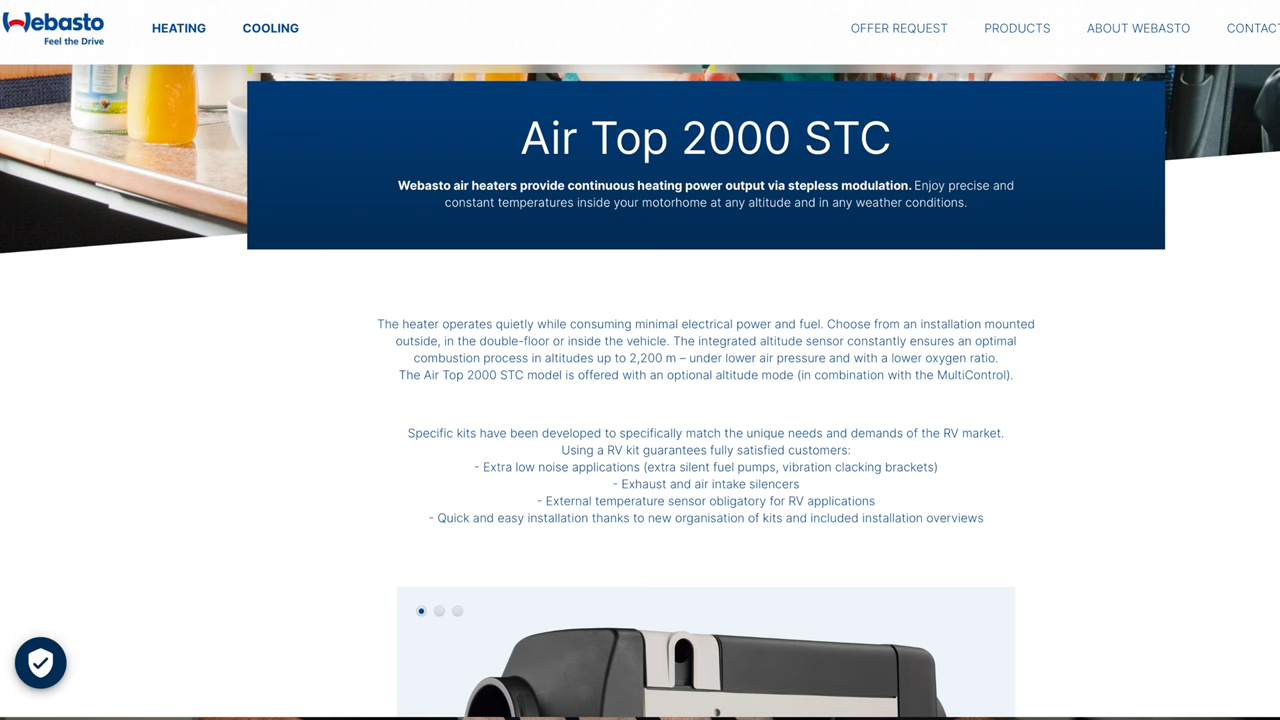 Webasto
Feel the Drive
HEATING
COOLING
OFFER REQUEST
PRODUCTS
ABOUT WEBASTO
CONTACT
Air Top 2000 STC
Webasto air heaters provide continuous heating power output via stepless modulation. Enjoy precise and
constant temperatures inside your motorhome at any altitude and in any weather conditions.
The heater operates quietly while consuming minimal electrical power and fuel. Choose from an installation mounted
outside, in the double-floor or inside the vehicle. The integrated altitude sensor constantly ensures an optimal
combustion process in altitudes up to 2,200 m – under lower air pressure and with a lower oxygen ratio.
The Air Top 2000 STC model is offered with an optional altitude mode (in combination with the MultiControl).
Specific kits have been developed to specifically match the unique needs and demands of the RV market.
Using a RV kit guarantees fully satisfied customers:
- Extra low noise applications (extra silent fuel pumps, vibration clacking brackets)
- Exhaust and air intake silencers
- External temperature sensor obligatory for RV applications
- Quick and easy installation thanks to new organisation of kits and included installation overviews